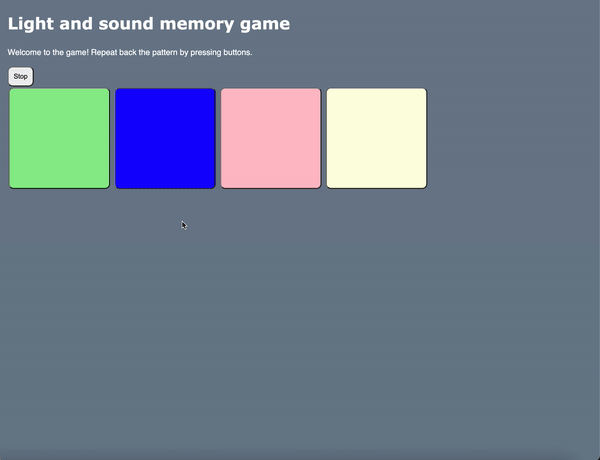 Light and sound memory game
Welcome to the game! Repeat back the pattern by pressing buttons.
Stop